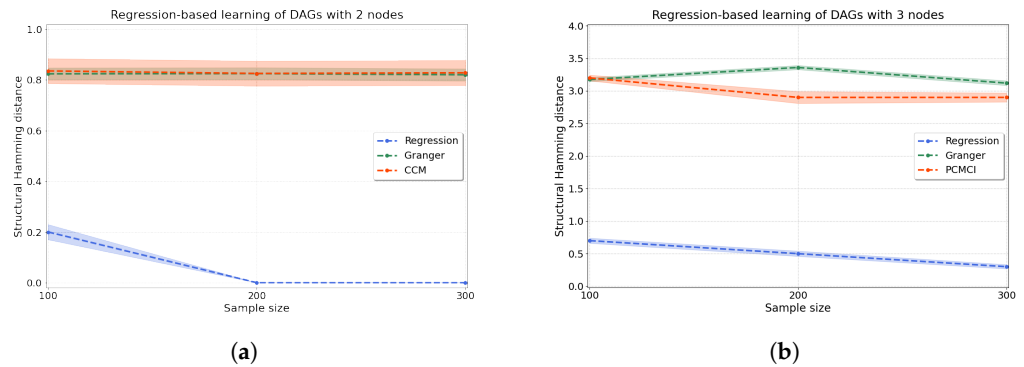 Regression-based learning of DAGs with 2 nodes
1.0
0.8
0.6
0.4
0.2
0.0
Structural Hamming distance
Regression
Granger
CCM
100
200
300
Sample size
(a)
Regression-based learning of DAGs with 3 nodes
4.0
3.5
3.0
2.5
2.0
1.5
1.0
0.5
0.0
Structural Hamming distance
Regression
Granger
PCMCI
100
200
300
Sample size
(b)